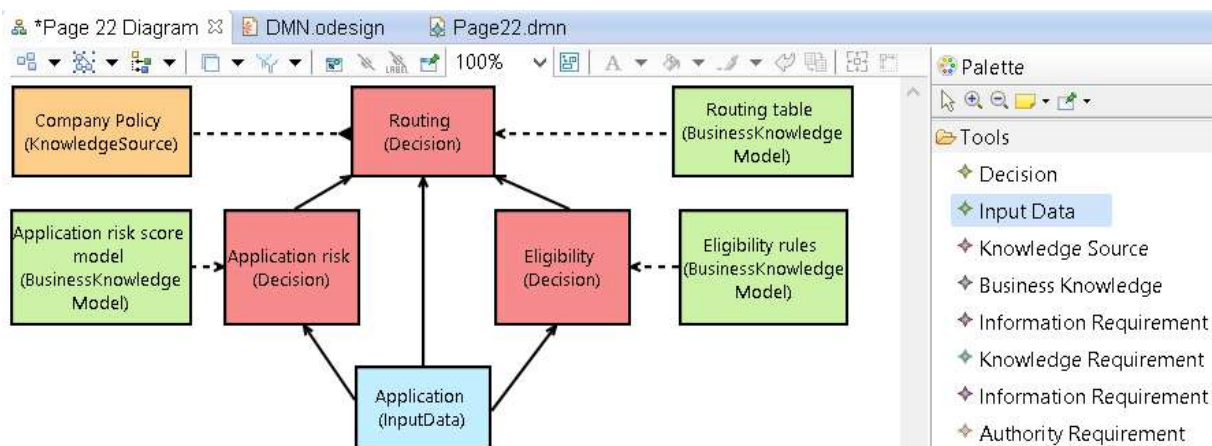 *Page 22 Diagram
DMN.odesign
Page22.dmn
100%
LABEL
A
Palette
Tools
Decision
Input Data
Knowledge Source
Business Knowledge
Information Requirement
Knowledge Requirement
Information Requirement
Authority Requirement
Company Policy
(KnowledgeSource)
Routing
(Decision)
Routing table
(BusinessKnowledge
Model)
Application risk score
model
(BusinessKnowledge
Model)
Application risk
(Decision)
Eligibility
(Decision)
Eligibility rules
(BusinessKnowledge
Model)
Application
(InputData)